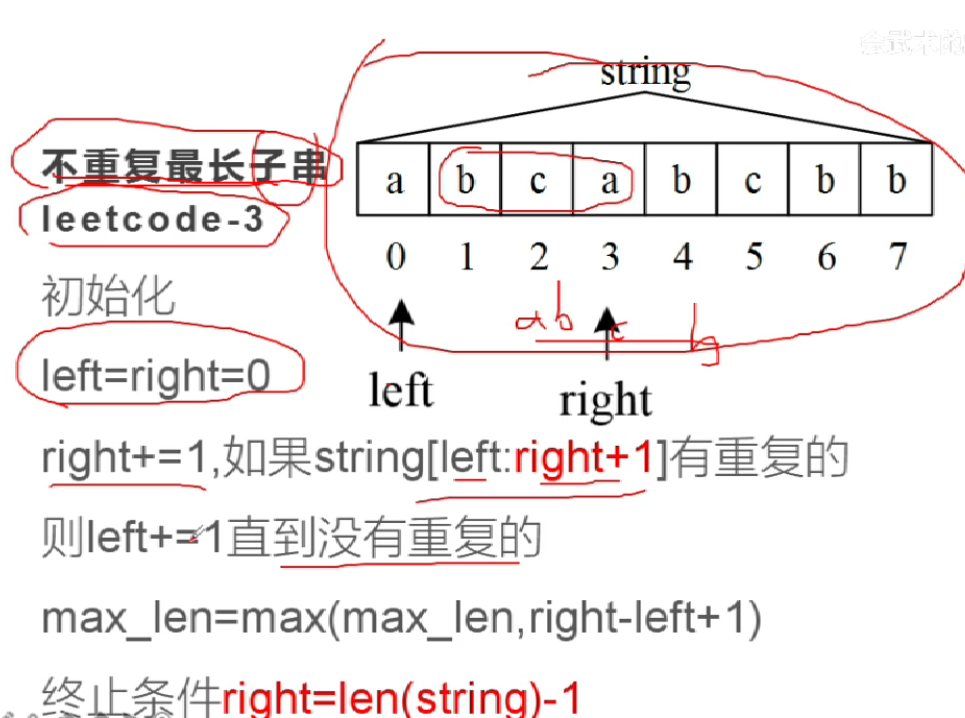 string
不重复最长子串
leetcode-3
a b c a b c b b
0 1 2 3 4 5 6 7
初始化
ab c b
left=right=0
left
right
right+=1,如果string[left:right+1]有重复的
则left+=1直到没有重复的
max_len=max(max_len,right-left+1)
终止条件right=len(string)-1